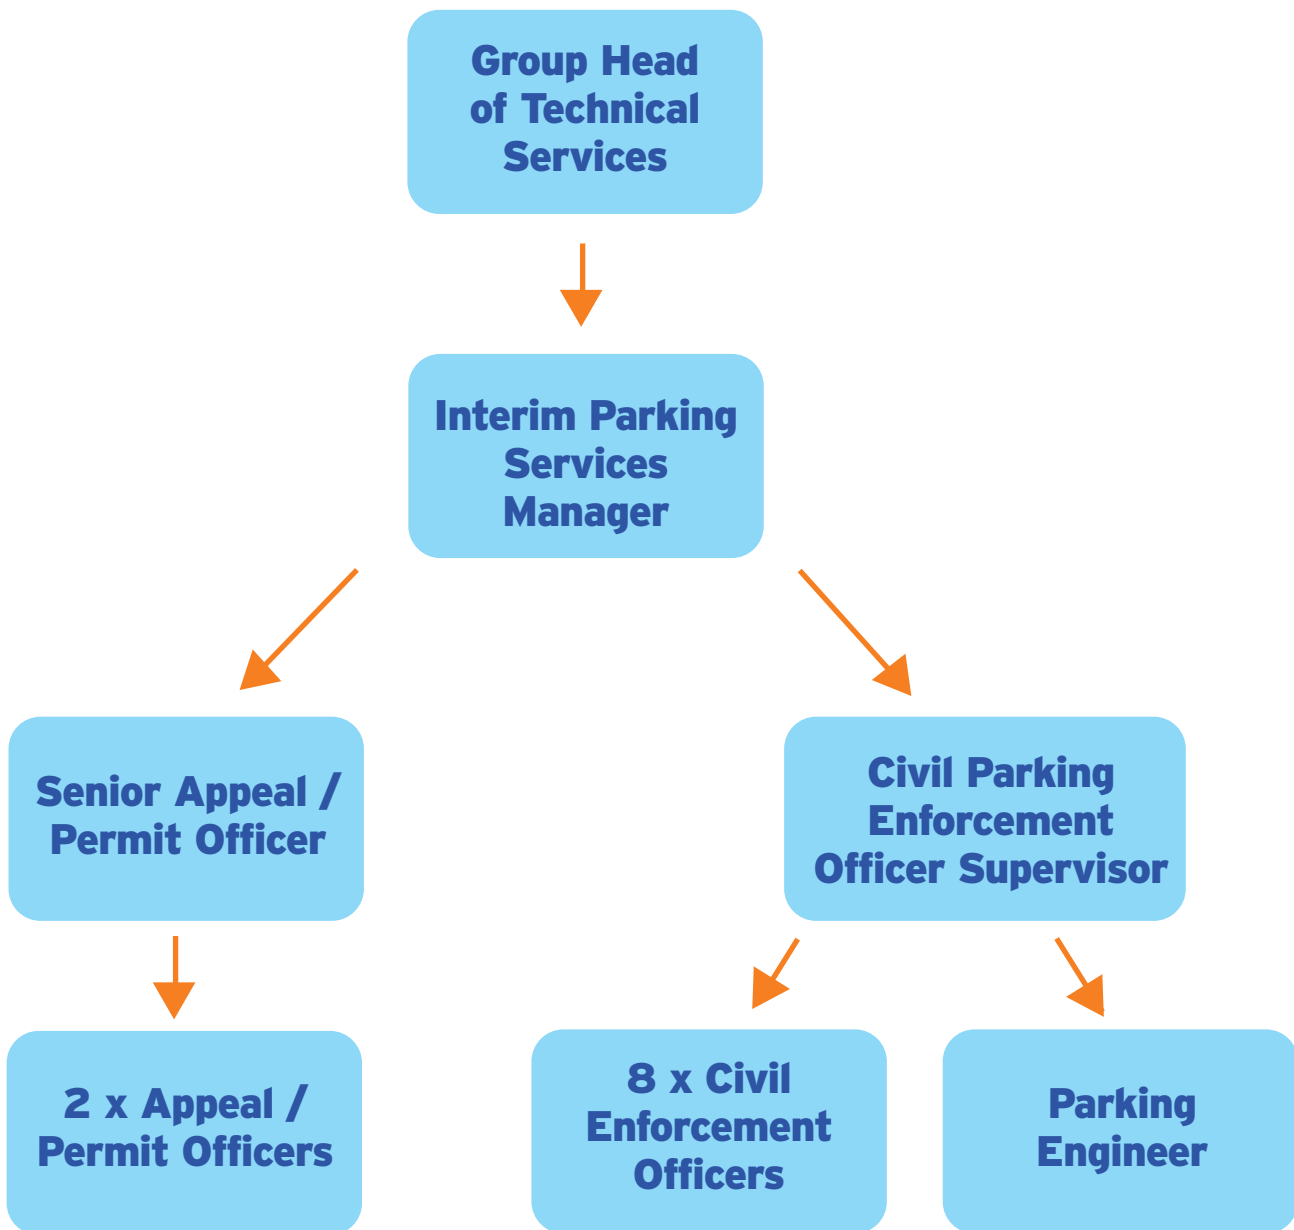 Group Head
of Technical
Services
Interim Parking
Services
Manager
Senior Appeal /
Permit Officer
Civil Parking
Enforcement
Officer Supervisor
2 x Appeal /
Permit Officers
8 x Civil
Enforcement
Officers
Parking
Engineer